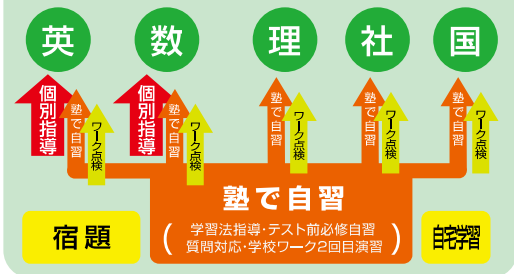 英 数 理 社 国
個別指導 塾で自習 ワーク点検
個別指導 塾で自習 ワーク点検
塾で自習 ワーク点検
塾で自習 ワーク点検
塾で自習 ワーク点検
塾で自習
(学習法指導・テスト前必修自習
質問対応・学校ワーク2回目演習)
宿題
自宅学習